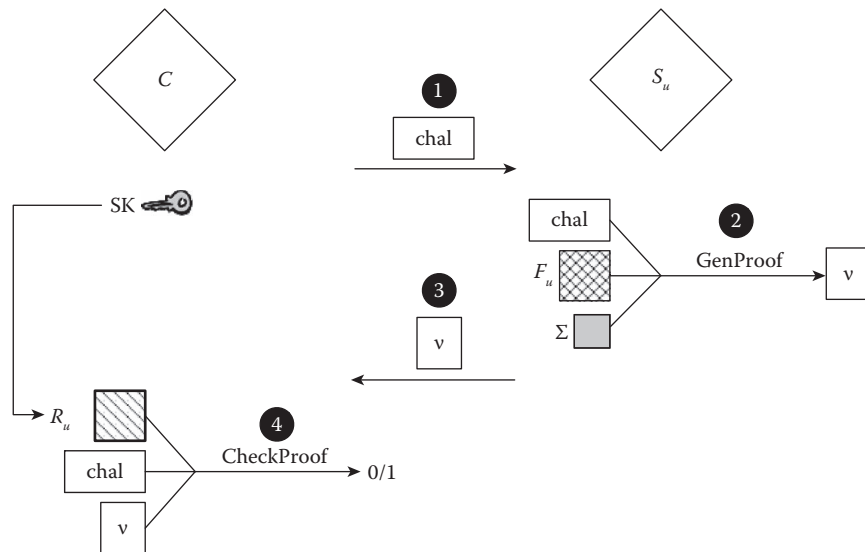 C
S_u
1
chal
SK
chal
2
GenProof
F_u
ν
3
Σ
ν
R_u
4
chal
CheckProof
0/1
ν